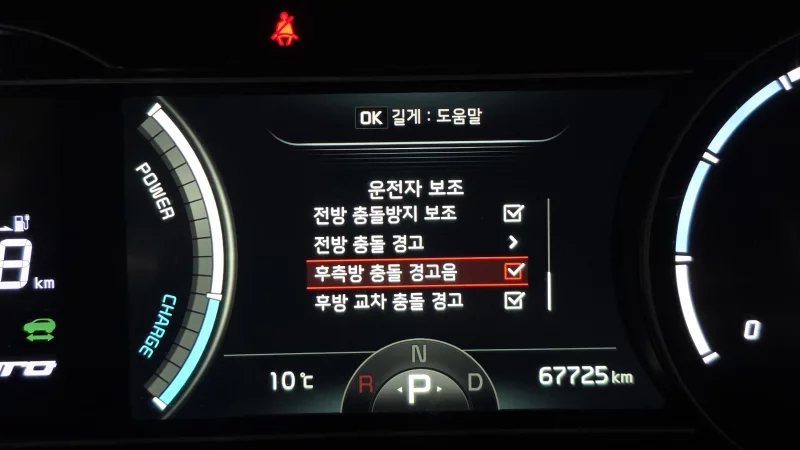 OK 길게 : 도움말
운전자 보조
전방 충돌방지 보조
전방 충돌 경고
후측방 충돌 경고음
후방 교차 충돌 경고
POWER
CHARGE
8 km
10℃
R N D
P
67725 km
0